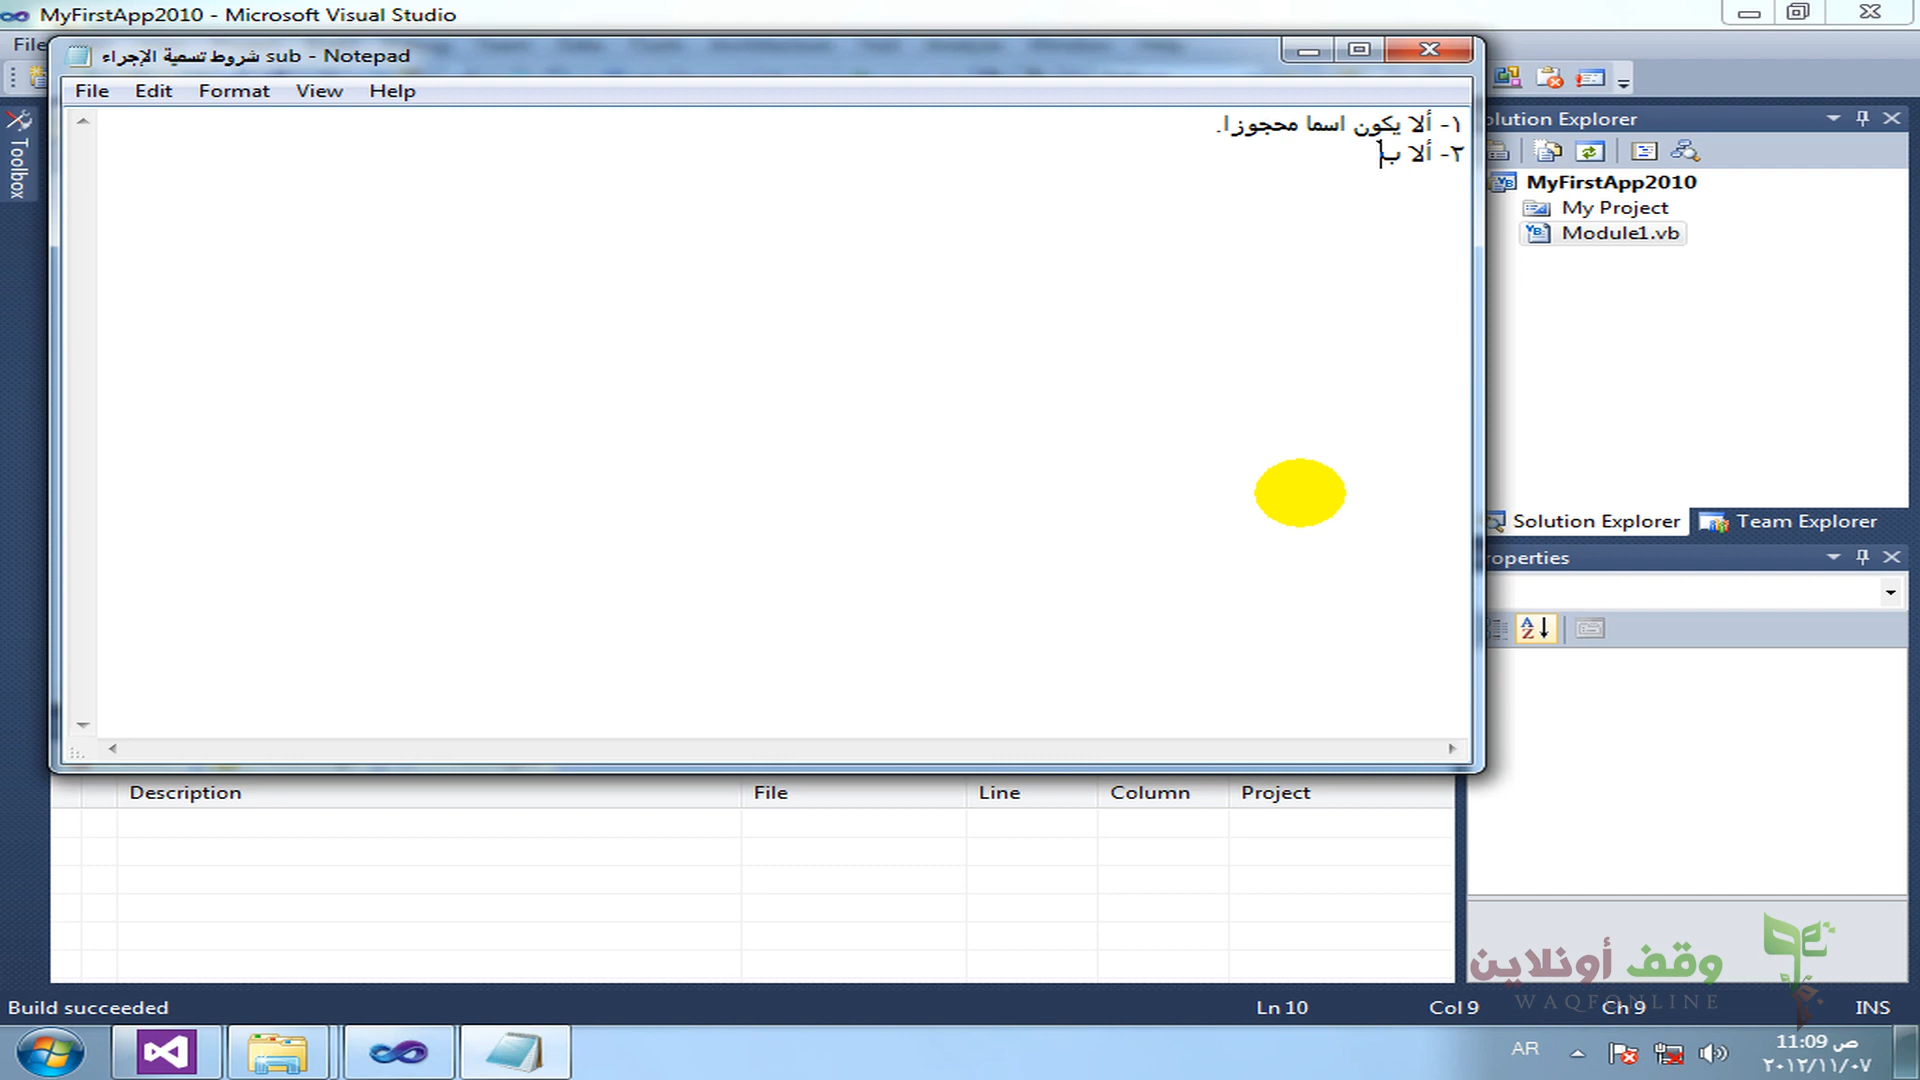 MyFirstApp2010 - Microsoft Visual Studio
File
شروط تسمية الإجراء sub - Notepad
File Edit Format View Help
١- ألا يكون اسما محجوزا.
٢- ألا ب
Toolbox
olution Explorer
MyFirstApp2010
My Project
Module1.vb
Solution Explorer Team Explorer
roperties
Description File Line Column Project
وقف أونلاين
WAQFONLINE
Build succeeded Ln 10 Col 9 Ch 9 INS
AR
11:09 ص
٢٠١٢/١١/٠٧